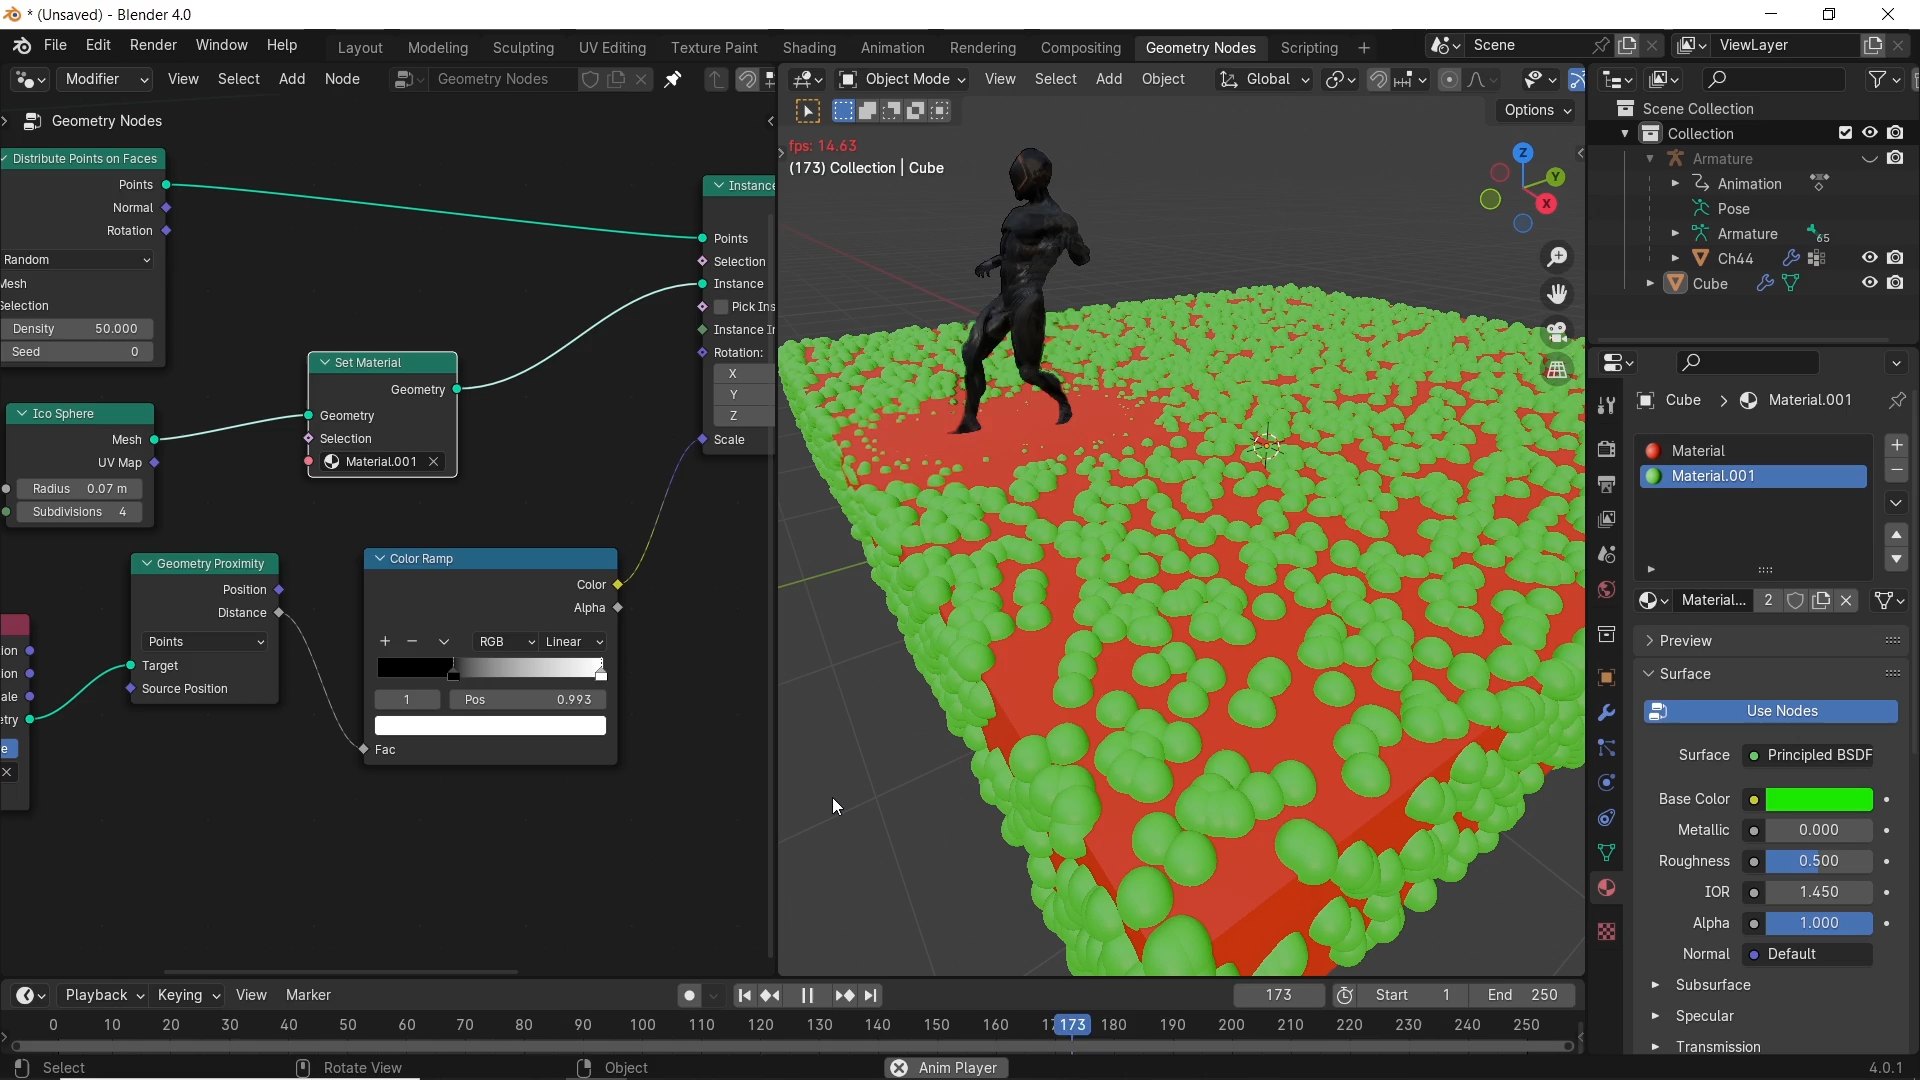 * (Unsaved) - Blender 4.0
File Edit Render Window Help
Layout Modeling Sculpting UV Editing Texture Paint Shading Animation Rendering Compositing Geometry Nodes Scripting +
Scene
ViewLayer
Modifier View Select Add Node Geometry Nodes
Object Mode View Select Add Object Global
Options
Geometry Nodes
Distribute Points on Faces
Points
Normal
Rotation
Random
Mesh
Selection
Density 50.000
Seed 0
Ico Sphere
Mesh
UV Map
Radius 0.07 m
Subdivisions 4
Set Material
Geometry
Geometry
Selection
Material.001
Instance
Points
Selection
Instance
Pick Ins
Instance I
Rotation:
X
Y
Z
Scale
Geometry Proximity
Position
Distance
Points
Target
Source Position
ion
ion
ale
etry
e
Color Ramp
Color
Alpha
RGB Linear
1 Pos 0.993
Fac
fps: 14.63
(173) Collection | Cube
Z
Y
X
Scene Collection
Collection
Armature
Animation
Pose
Armature 65
Ch44
Cube
Cube > Material.001
Material
Material.001
Material... 2
Preview
Surface
Use Nodes
Surface Principled BSDF
Base Color
Metallic 0.000
Roughness 0.500
IOR 1.450
Alpha 1.000
Normal Default
Subsurface
Specular
Transmission
Playback Keying View Marker
173 Start 1 End 250
0 10 20 30 40 50 60 70 80 90 100 110 120 130 140 150 160 17 173 180 190 200 210 220 230 240 250
Select Rotate View Object Anim Player 4.0.1